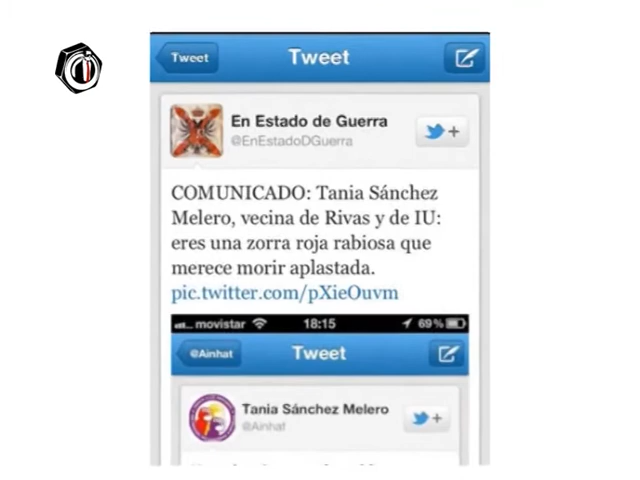 Tweet
Tweet
En Estado de Guerra
@EnEstadoDGuerra
+
COMUNICADO: Tania Sánchez
Melero, vecina de Rivas y de IU:
eres una zorra roja rabiosa que
merece morir aplastada.
pic.twitter.com/pXieOuvm
movistar 18:15 69%
@Ainhat Tweet
Tania Sánchez Melero
@Ainhat
+